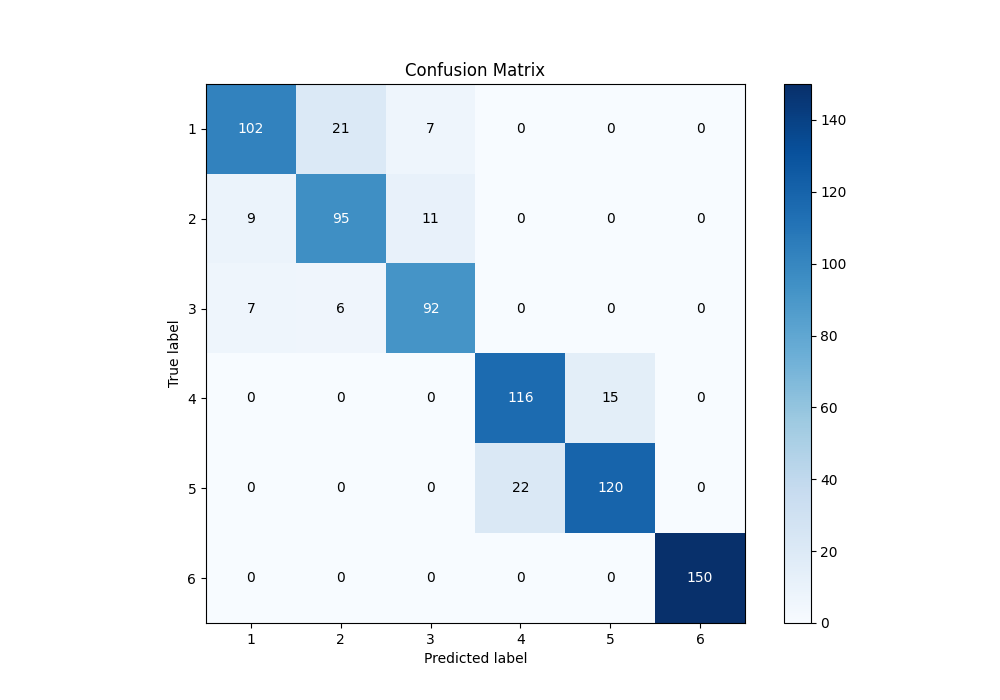 Confusion Matrix
1 102 21 7 0 0 0
2 9 95 11 0 0 0
3 7 6 92 0 0 0
4 0 0 0 116 15 0
5 0 0 0 22 120 0
6 0 0 0 0 0 150
1 2 3 4 5 6
Predicted label
True label
140
120
100
80
60
40
20
0